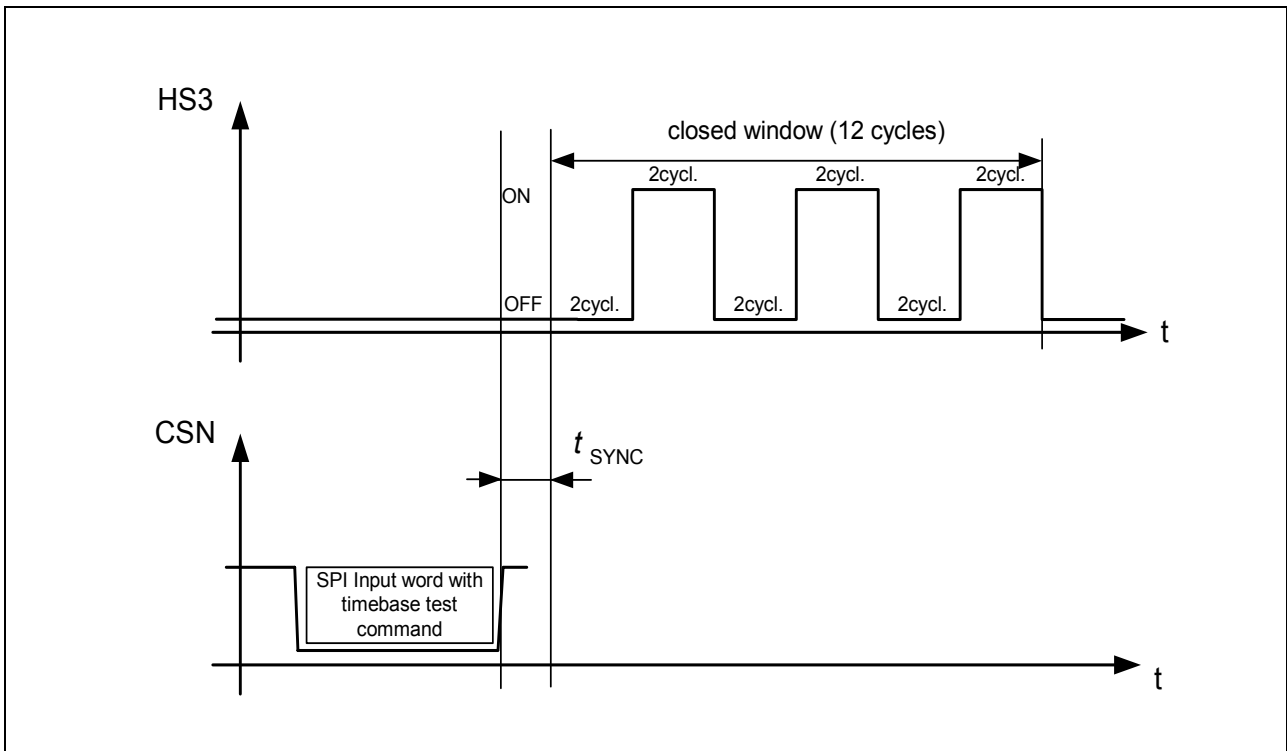 HS3
closed window (12 cycles)
2cycl.
2cycl.
2cycl.
ON
OFF
2cycl.
2cycl.
2cycl.
t
CSN
t SYNC
SPI Input word with
timebase test
command
t